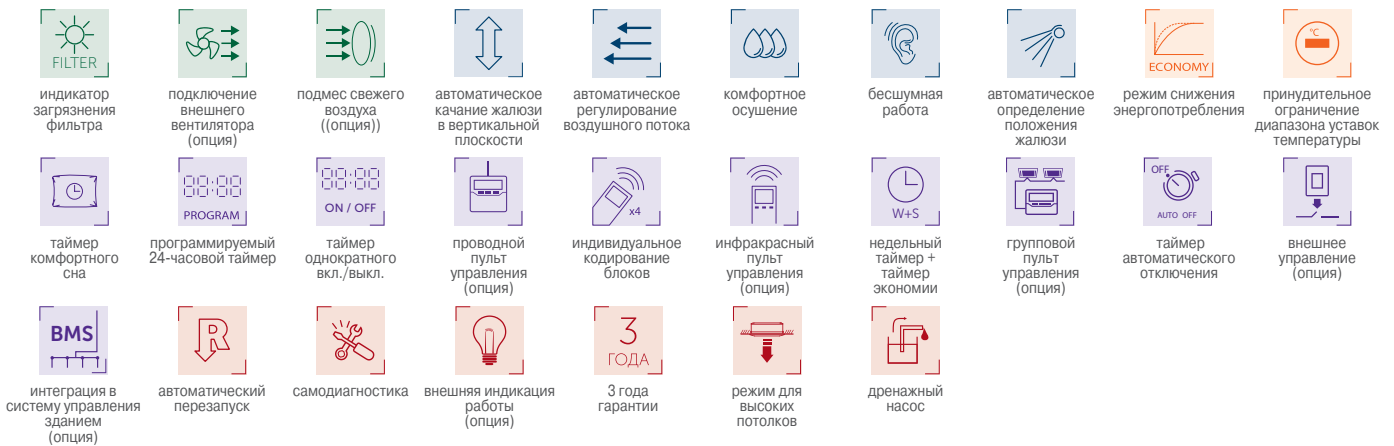 FILTER
индикатор
загрязнения
фильтра
подключение
внешнего
вентилятора
(опция)
подмес свежего
воздуха
((опция))
автоматическое
качание жалюзи
в вертикальной
плоскости
автоматическое
регулирование
воздушного потока
комфортное
осушение
бесшумная
работа
автоматическое
определение
положения
жалюзи
ECONOMY
режим снижения
энергопотребления
°C
принудительное
ограничение
диапазона уставок
температуры
таймер
комфортного
сна
88:88
PROGRAM
программируемый
24-часовой таймер
88:88
ON / OFF
таймер
однократного
вкл./выкл.
проводной
пульт
управления
(опция)
x4
индивидуальное
кодирование
блоков
инфракрасный
пульт
управления
(опция)
W+S
недельный
таймер +
таймер
экономии
групповой
пульт
управления
(опция)
OFF
AUTO OFF
таймер
автоматического
отключения
внешнее
управление
(опция)
BMS
интеграция в
систему управления
зданием
(опция)
R
автоматический
перезапуск
самодиагностика
внешняя индикация
работы
(опция)
3
ГОДА
3 года
гарантии
режим для
высоких
потолков
дренажный
насос